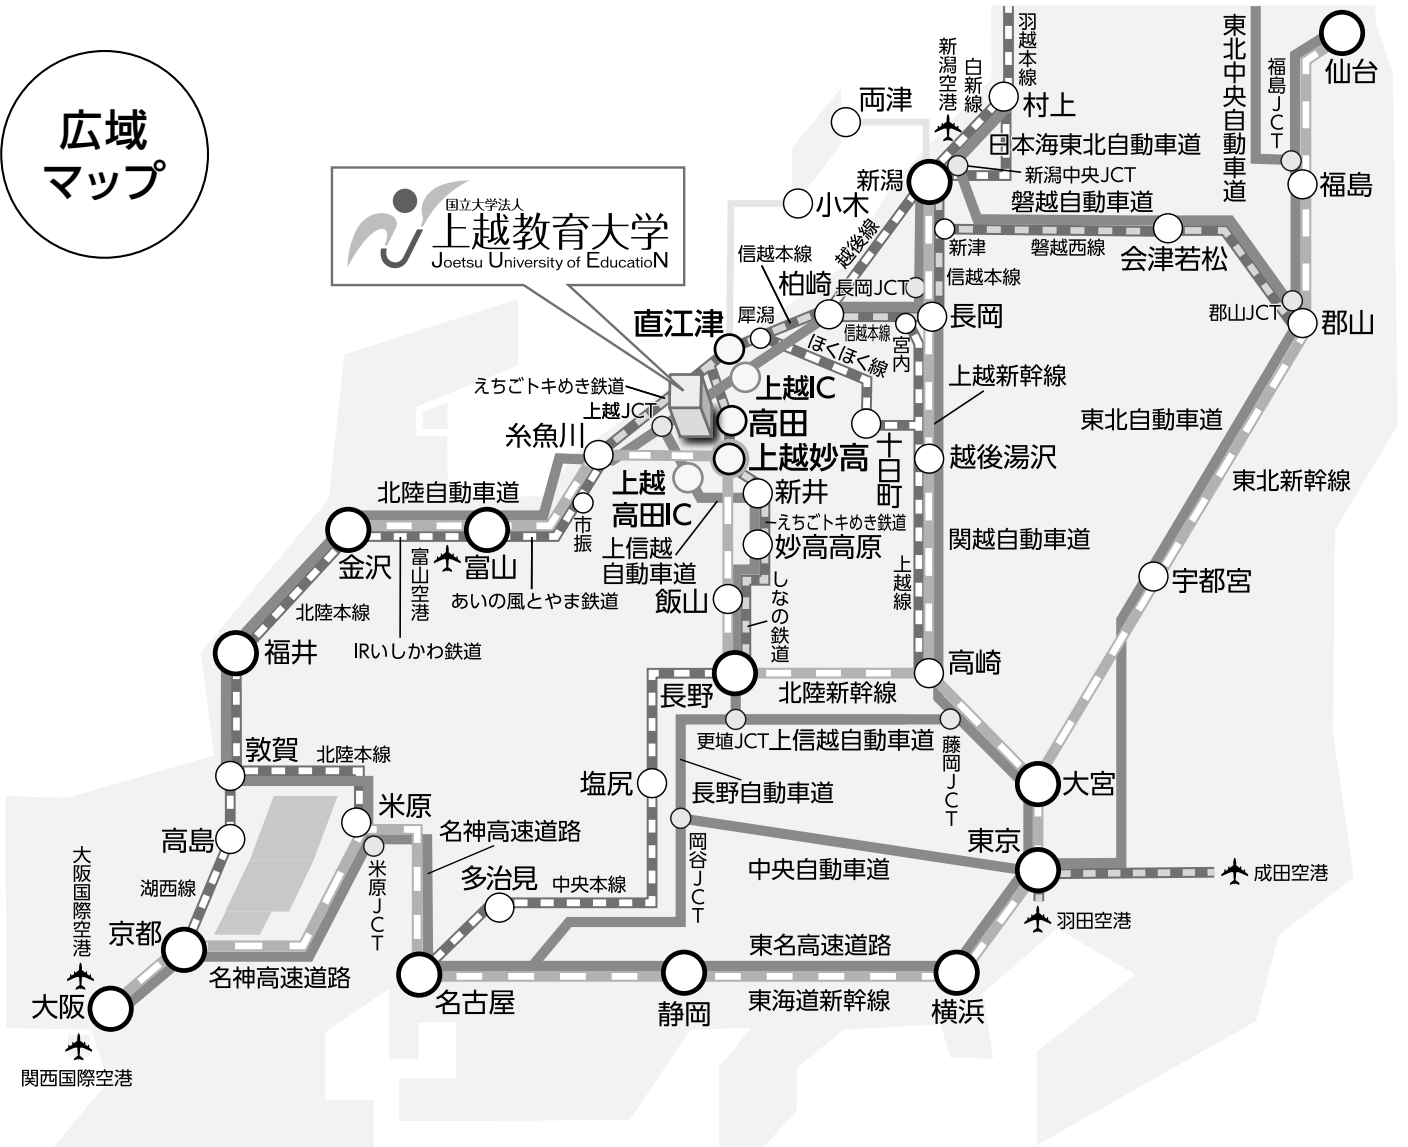 広域
マップ
国立大学法人
上越教育大学
Joetsu University of EducatioN
羽越本線
新潟空港
白新線
東北中央自動車道
福島JCT
仙台
両津
村上
日本海東北自動車道
新潟
新潟中央JCT
福島
小木
磐越自動車道
越後線
新津
磐越西線
会津若松
信越本線
柏崎
長岡JCT
信越本線
直江津
犀潟
信越本線
宮内
長岡
郡山JCT
郡山
ほくほく線
えちごトキめき鉄道
上越IC
上越新幹線
上越JCT
高田
東北自動車道
糸魚川
上越妙高
十日町
越後湯沢
東北新幹線
北陸自動車道
上越
高田IC
新井
市振
えちごトキめき鉄道
上信越
自動車道
妙高高原
関越自動車道
金沢
富山空港
富山
上越線
宇都宮
北陸本線
あいの風とやま鉄道
飯山
しなの鉄道
福井
IRいしかわ鉄道
高崎
長野
北陸新幹線
敦賀
北陸本線
更埴JCT
上信越自動車道
藤岡JCT
塩尻
長野自動車道
大宮
米原
高島
名神高速道路
岡谷JCT
東京
大阪国際空港
湖西線
米原JCT
多治見
中央本線
中央自動車道
成田空港
京都
羽田空港
名神高速道路
東名高速道路
大阪
名古屋
静岡
東海道新幹線
横浜
関西国際空港